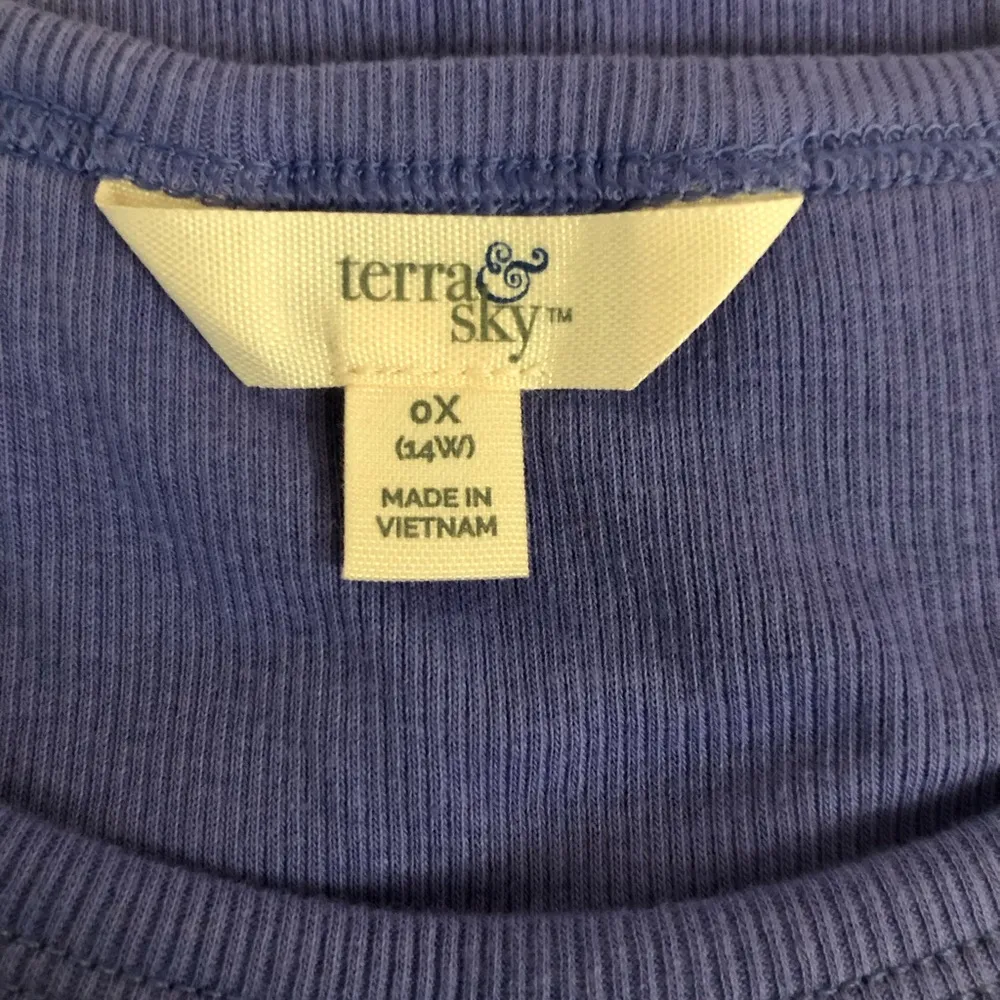 terra &
sky™
0X
(14W)
MADE IN
VIETNAM